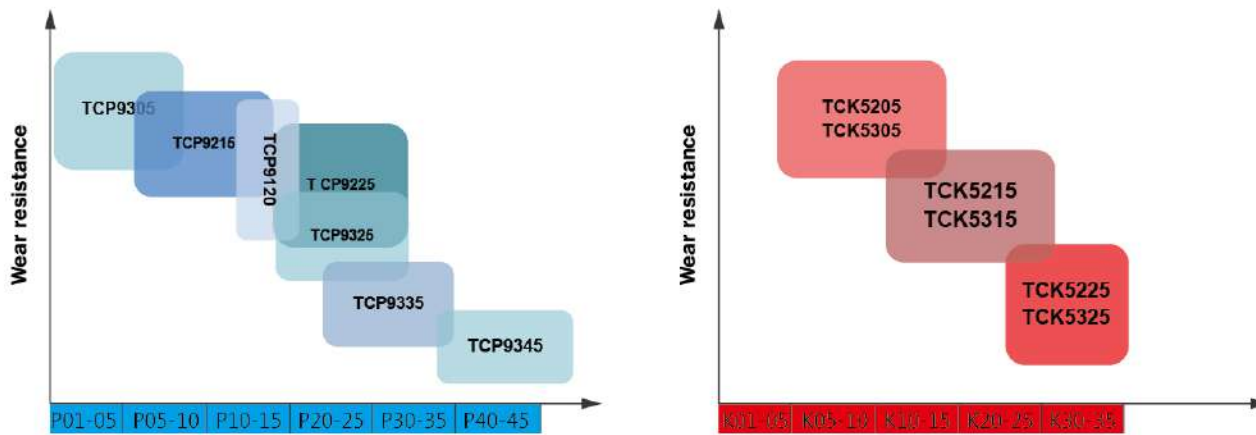 Wear resistance
TCP9305
TCP9215
TCP9120
T CP9225
TCP9325
TCP9335
TCP9345
P01-05 P05-10 P10-15 P20-25 P30-35 P40-45
Wear resistance
TCK5205
TCK5305
TCK5215
TCK5315
TCK5225
TCK5325
K01-05 K05-10 K10-15 K20-25 K30-35